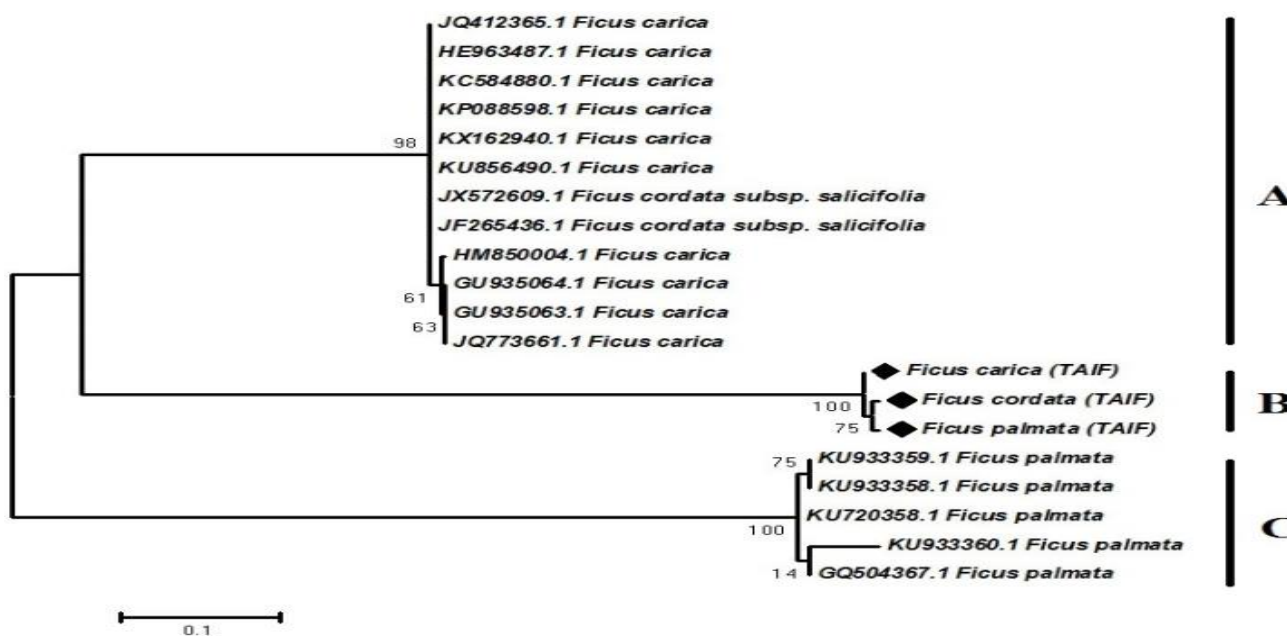 JQ412365.1 Ficus carica
HE963487.1 Ficus carica
KC584880.1 Ficus carica
KP088598.1 Ficus carica
98
KX162940.1 Ficus carica
KU856490.1 Ficus carica
JX572609.1 Ficus cordata subsp. salicifolia
A
JF265436.1 Ficus cordata subsp. salicifolia
HM850004.1 Ficus carica
GU935064.1 Ficus carica
61
GU935063.1 Ficus carica
63
JQ773661.1 Ficus carica
Ficus carica (TAIF)
100
Ficus cordata (TAIF)
B
75
Ficus palmata (TAIF)
75
KU933359.1 Ficus palmata
KU933358.1 Ficus palmata
KU720358.1 Ficus palmata
100
C
KU933360.1 Ficus palmata
14
GQ504367.1 Ficus palmata
0.1